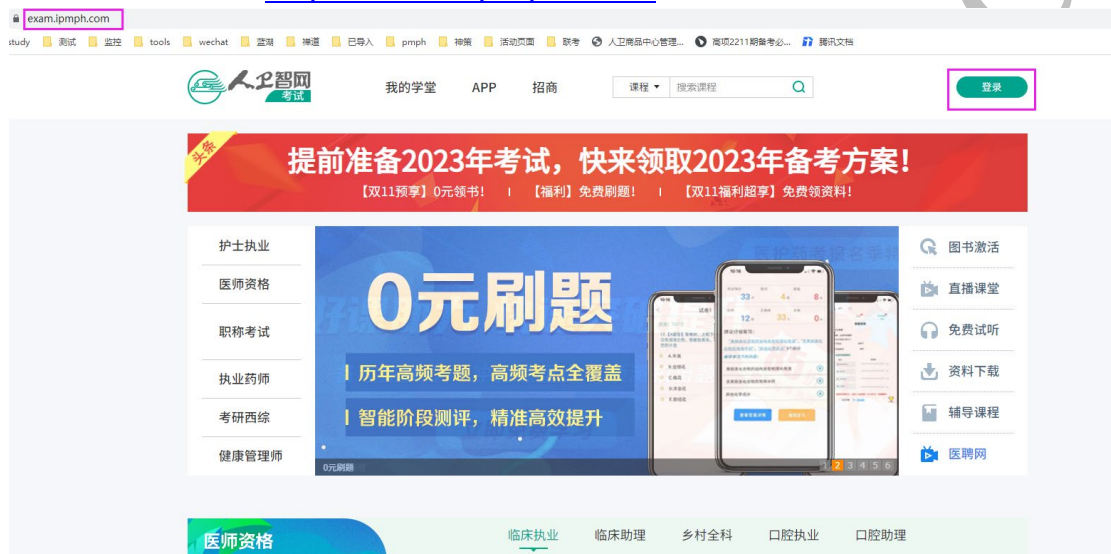 exam.ipmph.com
study 测试 监控 tools wechat 蓝湖 禅道 已导入 pmph 神策 活动页面 联考 人卫商品中心管理... 高项2211期备考必... 腾讯文档
人卫智网
考试
我的学堂 APP 招商 课程 搜索课程 登录
头条
提前准备2023年考试，快来领取2023年备考方案！
【双11预享】0元领书！ | 【福利】免费刷题！ | 【双11福利超享】免费领资料！
护士执业
医师资格
职称考试
执业药师
考研西综
健康管理师
0元刷题
历年高频考题，高频考点全覆盖
智能阶段测评，精准高效提升
0元刷题
1 2 3 4 5 6
图书激活
直播课堂
免费试听
资料下载
辅导课程
医聘网
医师资格
临床执业 临床助理 乡村全科 口腔执业 口腔助理